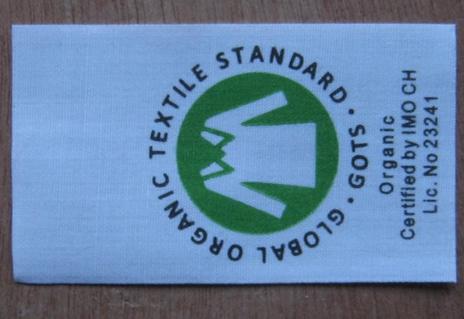 GLOBAL ORGANIC TEXTILE STANDARD · GOTS ·
Organic
Certified by IMO CH
Lic. No 23241